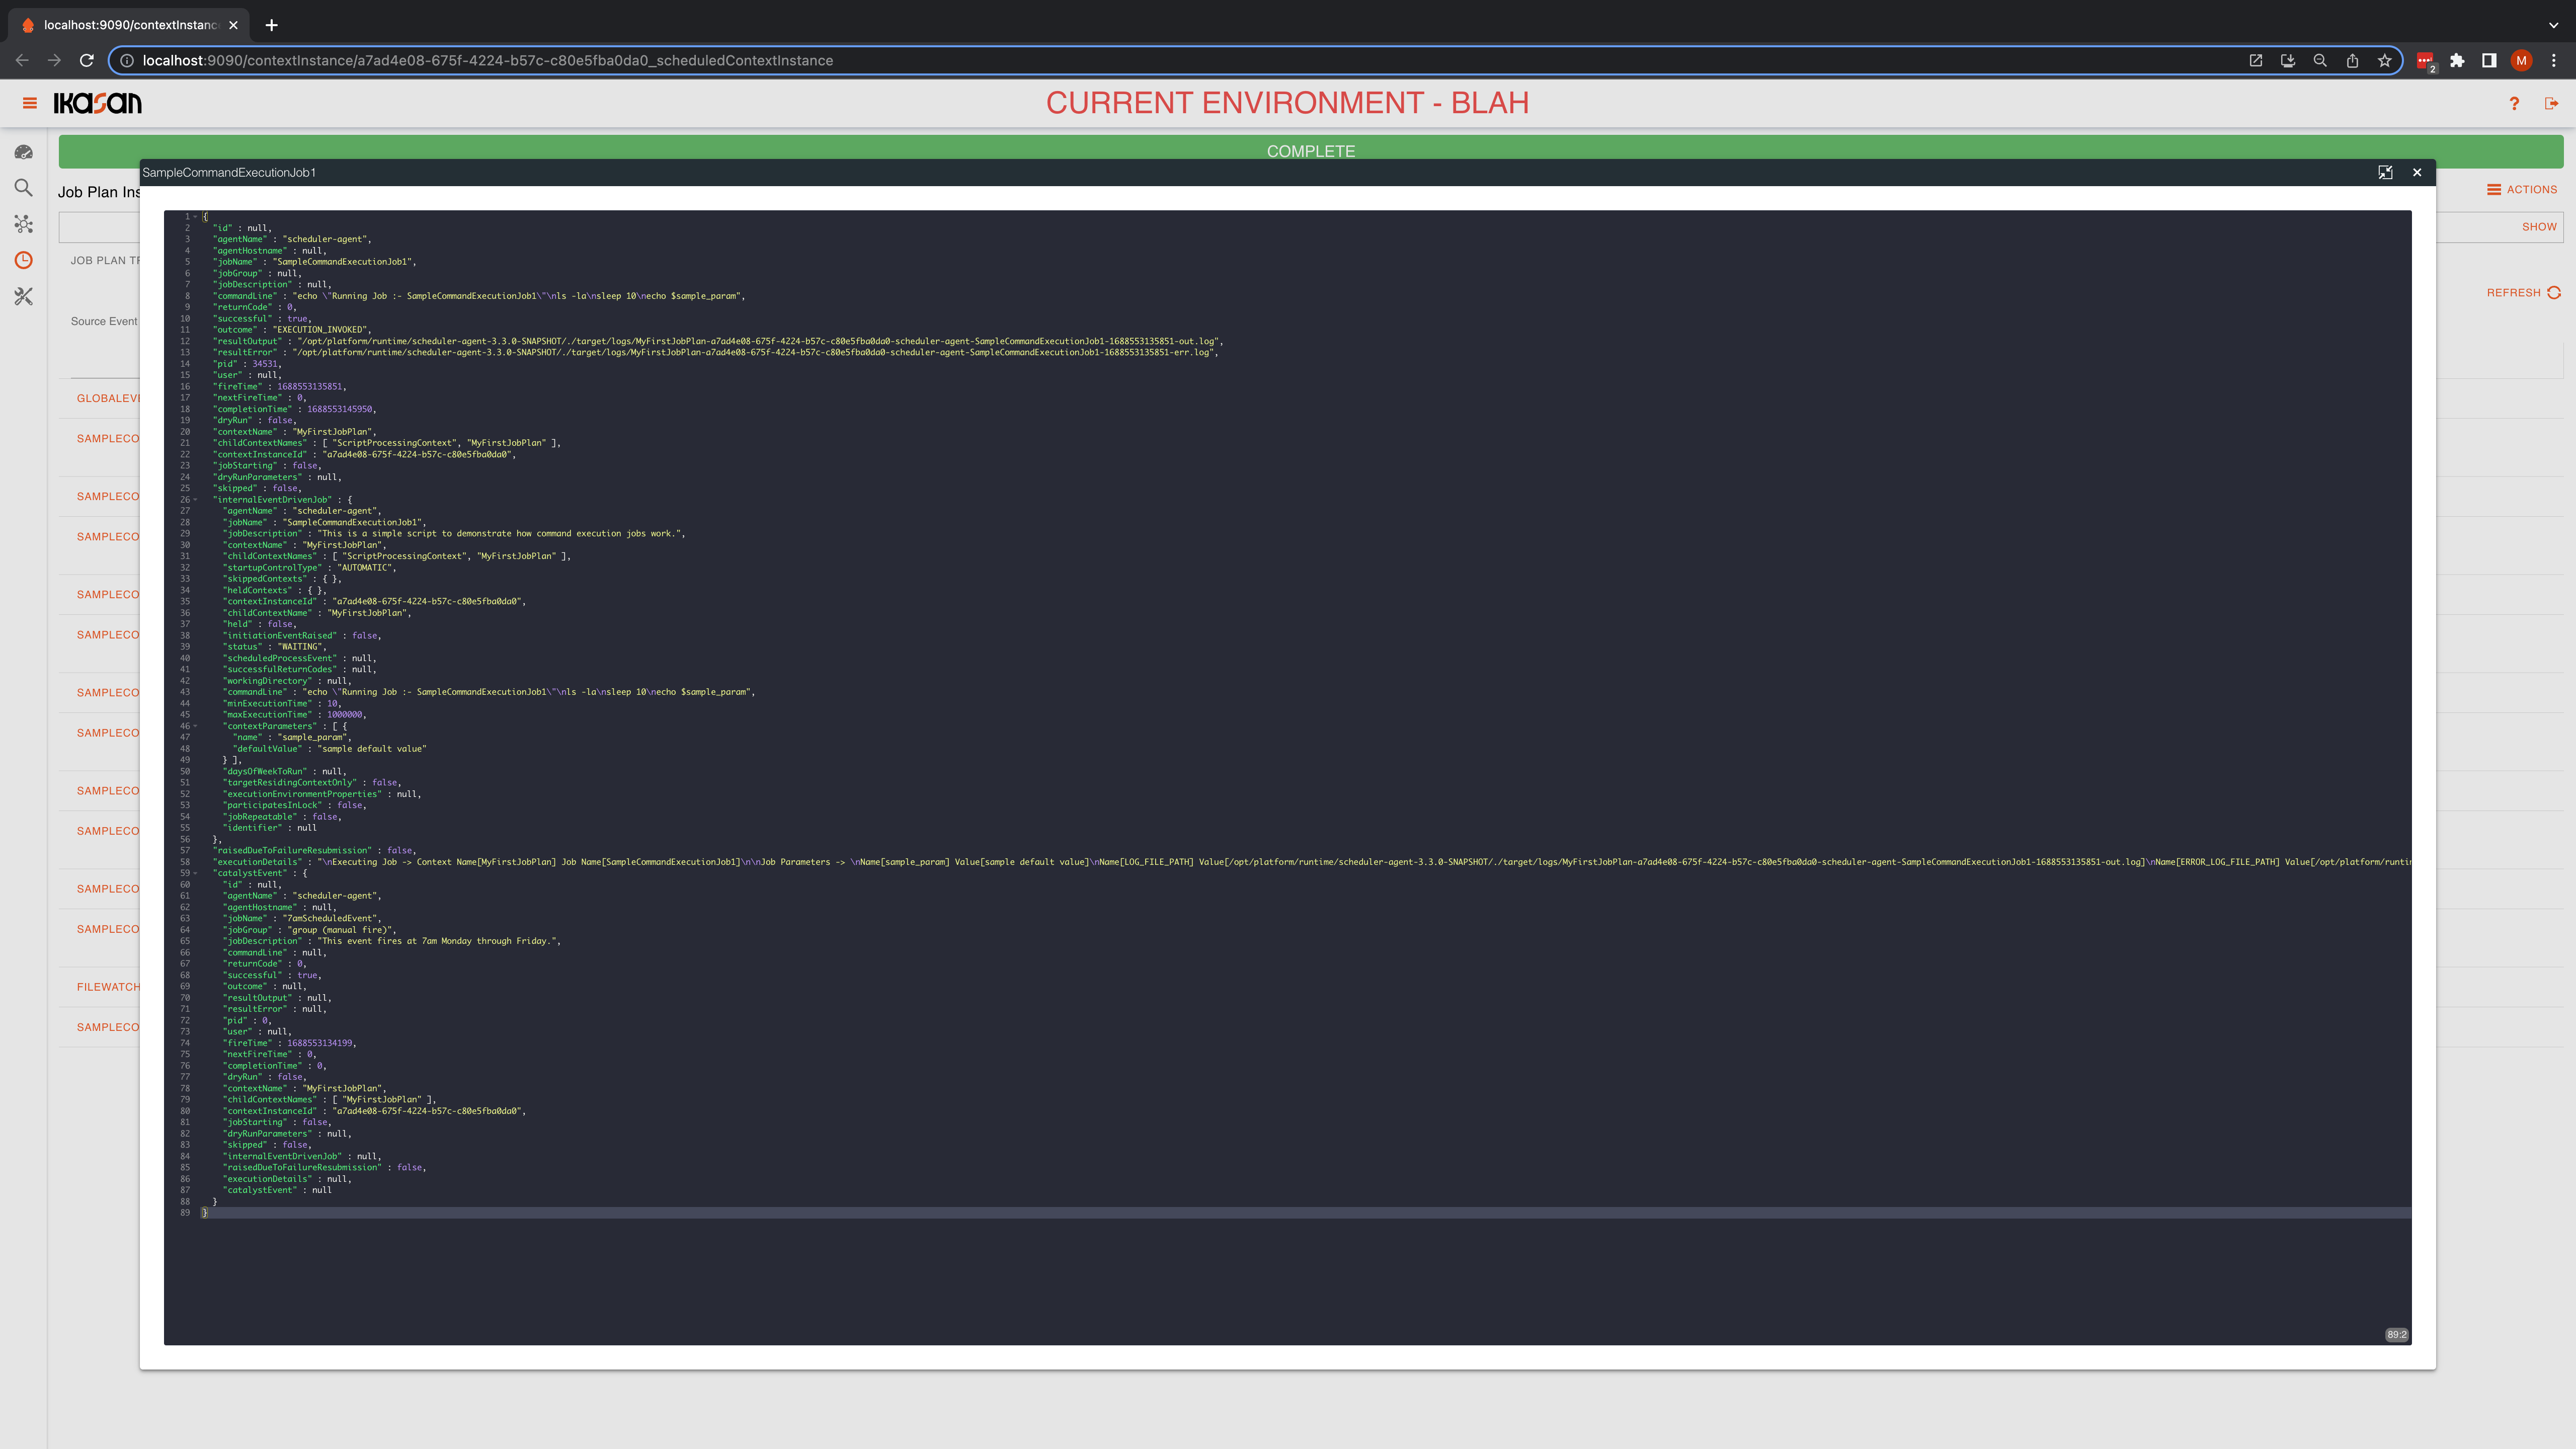 localhost:9090/contextInstanc
localhost:9090/contextInstance/a7ad4e08-675f-4224-b57c-c80e5fba0da0_scheduledContextInstance
2
M
IKASAN
CURRENT ENVIRONMENT - BLAH
?
COMPLETE
SampleCommandExecutionJob1
Job Plan Ins
ACTIONS
SHOW
JOB PLAN TR
REFRESH
Source Event
GLOBALEV
SAMPLECO
SAMPLECO
SAMPLECO
SAMPLECO
SAMPLECO
SAMPLECO
SAMPLECO
SAMPLECO
SAMPLECO
SAMPLECO
SAMPLECO
FILEWATCH
SAMPLECO
1 {
2 "id" : null,
3 "agentName" : "scheduler-agent",
4 "agentHostname" : null,
5 "jobName" : "SampleCommandExecutionJob1",
6 "jobGroup" : null,
7 "jobDescription" : null,
8 "commandLine" : "echo \"Running Job :- SampleCommandExecutionJob1\"\nls -la\nsleep 10\necho $sample_param",
9 "returnCode" : 0,
10 "successful" : true,
11 "outcome" : "EXECUTION_INVOKED",
12 "resultOutput" : "/opt/platform/runtime/scheduler-agent-3.3.0-SNAPSHOT/./target/logs/MyFirstJobPlan-a7ad4e08-675f-4224-b57c-c80e5fba0da0-scheduler-agent-SampleCommandExecutionJob1-1688553135851-out.log",
13 "resultError" : "/opt/platform/runtime/scheduler-agent-3.3.0-SNAPSHOT/./target/logs/MyFirstJobPlan-a7ad4e08-675f-4224-b57c-c80e5fba0da0-scheduler-agent-SampleCommandExecutionJob1-1688553135851-err.log",
14 "pid" : 34531,
15 "user" : null,
16 "fireTime" : 1688553135851,
17 "nextFireTime" : 0,
18 "completionTime" : 1688553145950,
19 "dryRun" : false,
20 "contextName" : "MyFirstJobPlan",
21 "childContextNames" : [ "ScriptProcessingContext", "MyFirstJobPlan" ],
22 "contextInstanceId" : "a7ad4e08-675f-4224-b57c-c80e5fba0da0",
23 "jobStarting" : false,
24 "dryRunParameters" : null,
25 "skipped" : false,
26 "internalEventDrivenJob" : {
27 "agentName" : "scheduler-agent",
28 "jobName" : "SampleCommandExecutionJob1",
29 "jobDescription" : "This is a simple script to demonstrate how command execution jobs work.",
30 "contextName" : "MyFirstJobPlan",
31 "childContextNames" : [ "ScriptProcessingContext", "MyFirstJobPlan" ],
32 "startupControlType" : "AUTOMATIC",
33 "skippedContexts" : { },
34 "heldContexts" : { },
35 "contextInstanceId" : "a7ad4e08-675f-4224-b57c-c80e5fba0da0",
36 "childContextName" : "MyFirstJobPlan",
37 "held" : false,
38 "initiationEventRaised" : false,
39 "status" : "WAITING",
40 "scheduledProcessEvent" : null,
41 "successfulReturnCodes" : null,
42 "workingDirectory" : null,
43 "commandLine" : "echo \"Running Job :- SampleCommandExecutionJob1\"\nls -la\nsleep 10\necho $sample_param",
44 "minExecutionTime" : 10,
45 "maxExecutionTime" : 1000000,
46 "contextParameters" : [ {
47 "name" : "sample_param",
48 "defaultValue" : "sample default value"
49 } ],
50 "daysOfWeekToRun" : null,
51 "targetResidingContextOnly" : false,
52 "executionEnvironmentProperties" : null,
53 "participatesInLock" : false,
54 "jobRepeatable" : false,
55 "identifier" : null
56 },
57 "raisedDueToFailureResubmission" : false,
58 "executionDetails" : "\nExecuting Job -> Context Name[MyFirstJobPlan] Job Name[SampleCommandExecutionJob1]\n\nJob Parameters -> \nName[sample_param] Value[sample default value]\nName[LOG_FILE_PATH] Value[/opt/platform/runtime/scheduler-agent-3.3.0-SNAPSHOT/./target/logs/MyFirstJobPlan-a7ad4e08-675f-4224-b57c-c80e5fba0da0-scheduler-agent-SampleCommandExecutionJob1-1688553135851-out.log]\nName[ERROR_LOG_FILE_PATH] Value[/opt/platform/runtir
59 "catalystEvent" : {
60 "id" : null,
61 "agentName" : "scheduler-agent",
62 "agentHostname" : null,
63 "jobName" : "7amScheduledEvent",
64 "jobGroup" : "group (manual fire)",
65 "jobDescription" : "This event fires at 7am Monday through Friday.",
66 "commandLine" : null,
67 "returnCode" : 0,
68 "successful" : true,
69 "outcome" : null,
70 "resultOutput" : null,
71 "resultError" : null,
72 "pid" : 0,
73 "user" : null,
74 "fireTime" : 1688553134199,
75 "nextFireTime" : 0,
76 "completionTime" : 0,
77 "dryRun" : false,
78 "contextName" : "MyFirstJobPlan",
79 "childContextNames" : [ "MyFirstJobPlan" ],
80 "contextInstanceId" : "a7ad4e08-675f-4224-b57c-c80e5fba0da0",
81 "jobStarting" : false,
82 "dryRunParameters" : null,
83 "skipped" : false,
84 "internalEventDrivenJob" : null,
85 "raisedDueToFailureResubmission" : false,
86 "executionDetails" : null,
87 "catalystEvent" : null
88 }
89 }
89:2